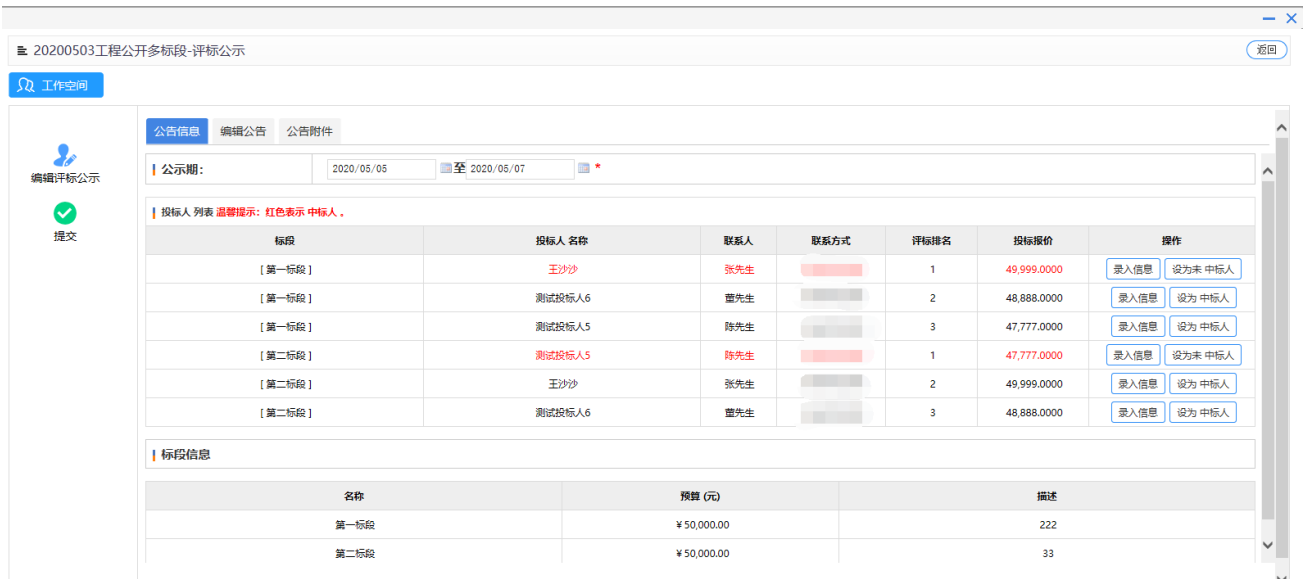 20200503工程公开多标段-评标公示 返回
工作空间
编辑评标公示
提交
公告信息 编辑公告 公告附件
公示期： 2020/05/05 至 2020/05/07 *
投标人 列表 温馨提示：红色表示 中标人 。
标段 投标人 名称 联系人 联系方式 评标排名 投标报价 操作
[ 第一标段 ] 王沙沙 张先生 1 49,999.0000 录入信息 设为未 中标人
[ 第一标段 ] 测试投标人6 董先生 2 48,888.0000 录入信息 设为 中标人
[ 第一标段 ] 测试投标人5 陈先生 3 47,777.0000 录入信息 设为 中标人
[ 第二标段 ] 测试投标人5 陈先生 1 47,777.0000 录入信息 设为未 中标人
[ 第二标段 ] 王沙沙 张先生 2 49,999.0000 录入信息 设为 中标人
[ 第二标段 ] 测试投标人6 董先生 3 48,888.0000 录入信息 设为 中标人
标段信息
名称 预算 (元) 描述
第一标段 ¥ 50,000.00 222
第二标段 ¥ 50,000.00 33